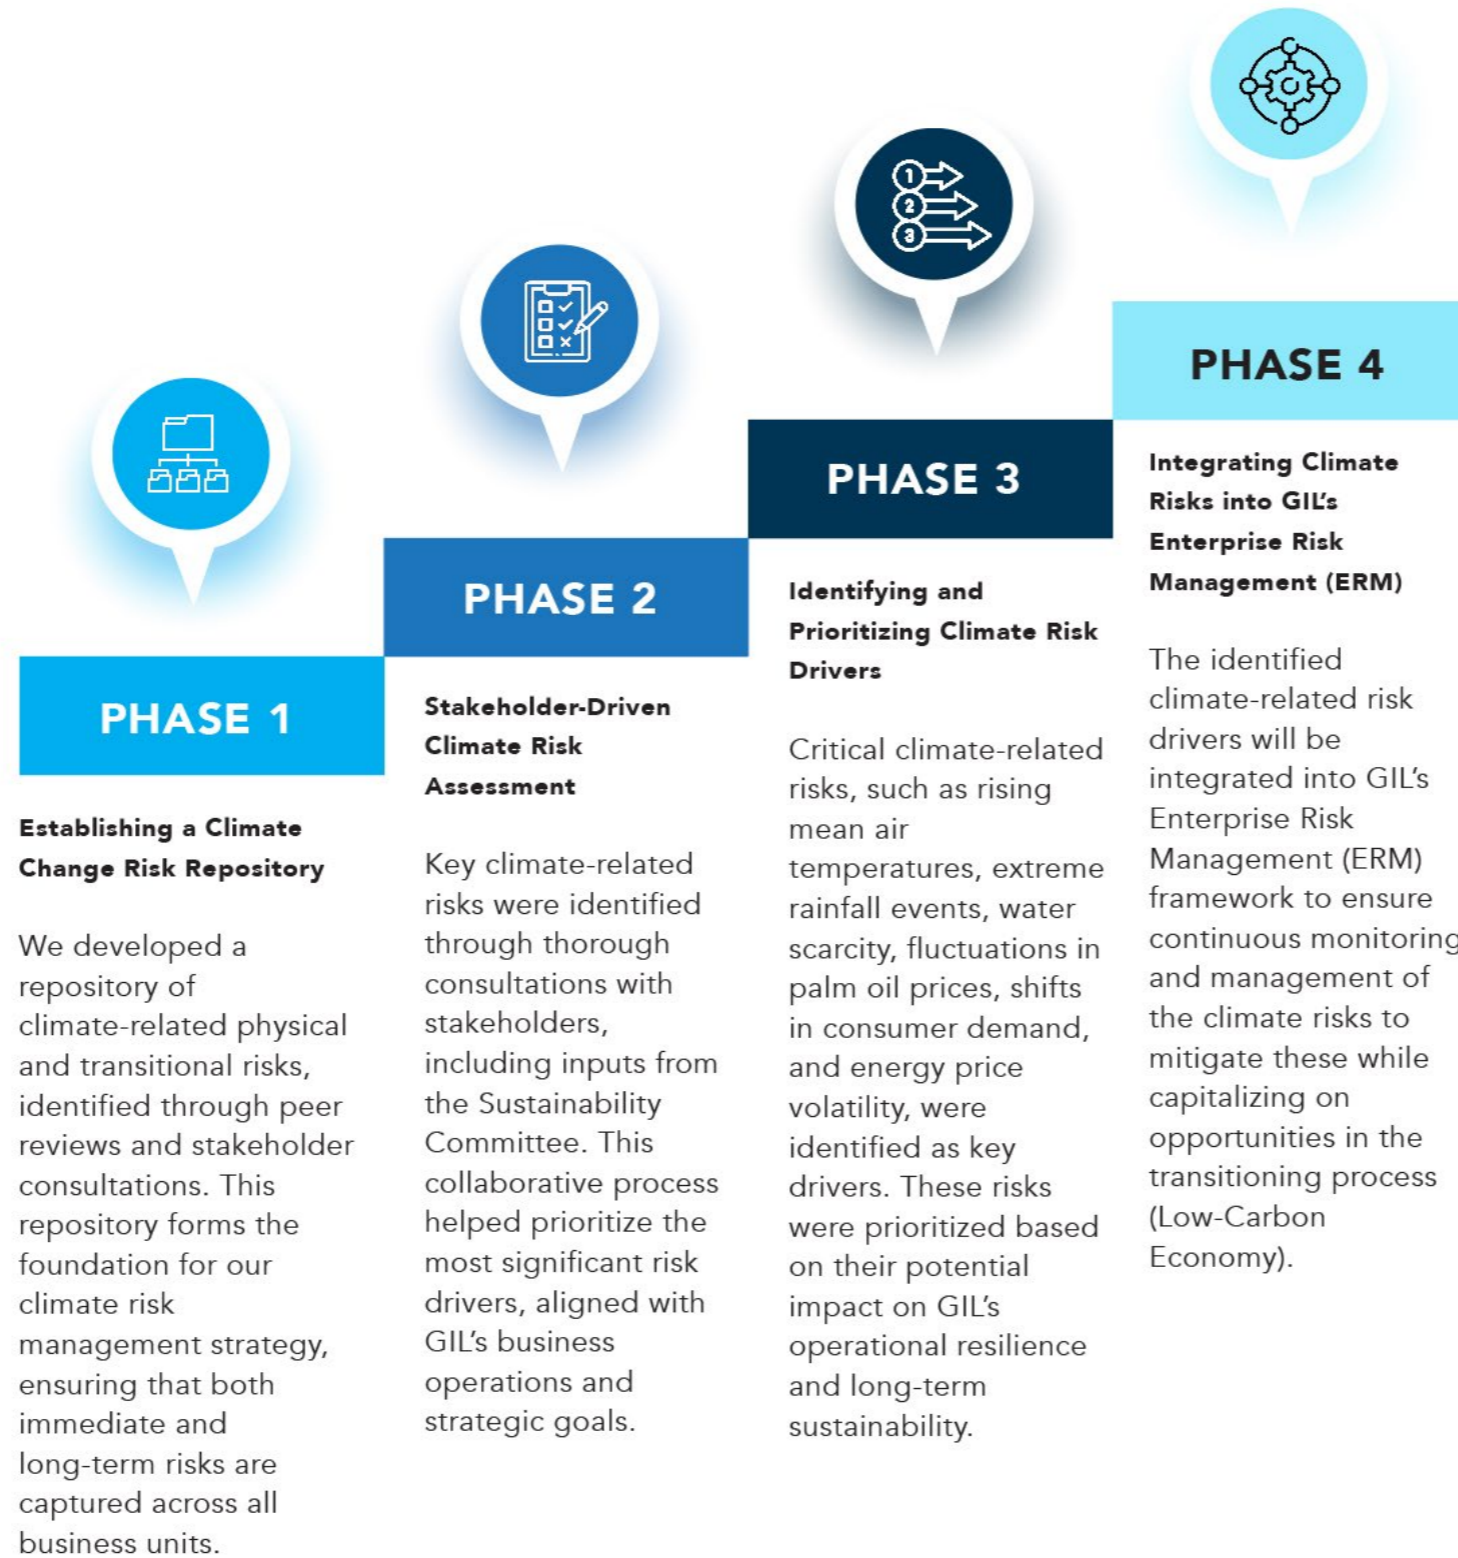 1
2
3
PHASE 1
Establishing a Climate
Change Risk Repository
We developed a
repository of
climate-related physical
and transitional risks,
identified through peer
reviews and stakeholder
consultations. This
repository forms the
foundation for our
climate risk
management strategy,
ensuring that both
immediate and
long-term risks are
captured across all
business units.
PHASE 2
Stakeholder-Driven
Climate Risk
Assessment
Key climate-related
risks were identified
through thorough
consultations with
stakeholders,
including inputs from
the Sustainability
Committee. This
collaborative process
helped prioritize the
most significant risk
drivers, aligned with
GIL’s business
operations and
strategic goals.
PHASE 3
Identifying and
Prioritizing Climate Risk
Drivers
Critical climate-related
risks, such as rising
mean air
temperatures, extreme
rainfall events, water
scarcity, fluctuations in
palm oil prices, shifts
in consumer demand,
and energy price
volatility, were
identified as key
drivers. These risks
were prioritized based
on their potential
impact on GIL’s
operational resilience
and long-term
sustainability.
PHASE 4
Integrating Climate
Risks into GIL’s
Enterprise Risk
Management (ERM)
The identified
climate-related risk
drivers will be
integrated into GIL’s
Enterprise Risk
Management (ERM)
framework to ensure
continuous monitoring
and management of
the climate risks to
mitigate these while
capitalizing on
opportunities in the
transitioning process
(Low-Carbon
Economy).